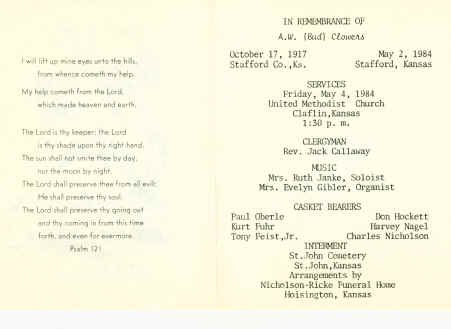 I will lift up mine eyes unto the hills,
from whence cometh my help.
My help cometh from the Lord,
which made heaven and earth.
The Lord is thy keeper: the Lord
is thy shade upon thy right hand.
The sun shall not smite thee by day,
nor the moon by night.
The Lord shall preserve thee from all evil:
He shall preserve thy soul.
The Lord shall preserve thy going out
and thy coming in from this time
forth, and even for evermore.
Psalm 121
IN REMEMBRANCE OF
A.W. (Bud) Clowers
October 17, 1917 May 2, 1984
Stafford Co.,Ks. Stafford, Kansas
SERVICES
Friday, May 4, 1984
United Methodist Church
Claflin,Kansas
1:30 p. m.
CLERGYMAN
Rev. Jack Callaway
MUSIC
Mrs. Ruth Janke, Soloist
Mrs. Evelyn Gibler, Organist
CASKET BEARERS
Paul Oberle Don Hockett
Kurt Fuhr Harvey Nagel
Tony Feist,Jr. Charles Nicholson
INTERMENT
St.John Cemetery
St.John,Kansas
Arrangements by
Nicholson-Ricke Funeral Home
Hoisington, Kansas